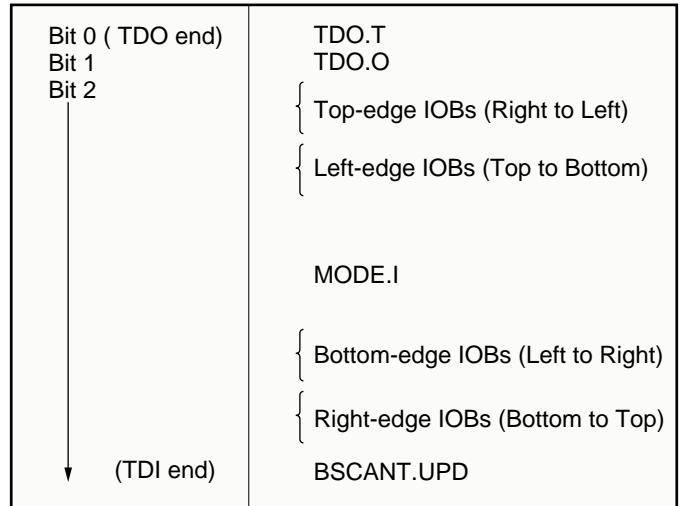 Bit 0 ( TDO end) TDO.T
Bit 1 TDO.O
Bit 2
Top-edge IOBs (Right to Left)
Left-edge IOBs (Top to Bottom)
MODE.I
Bottom-edge IOBs (Left to Right)
Right-edge IOBs (Bottom to Top)
(TDI end) BSCANT.UPD